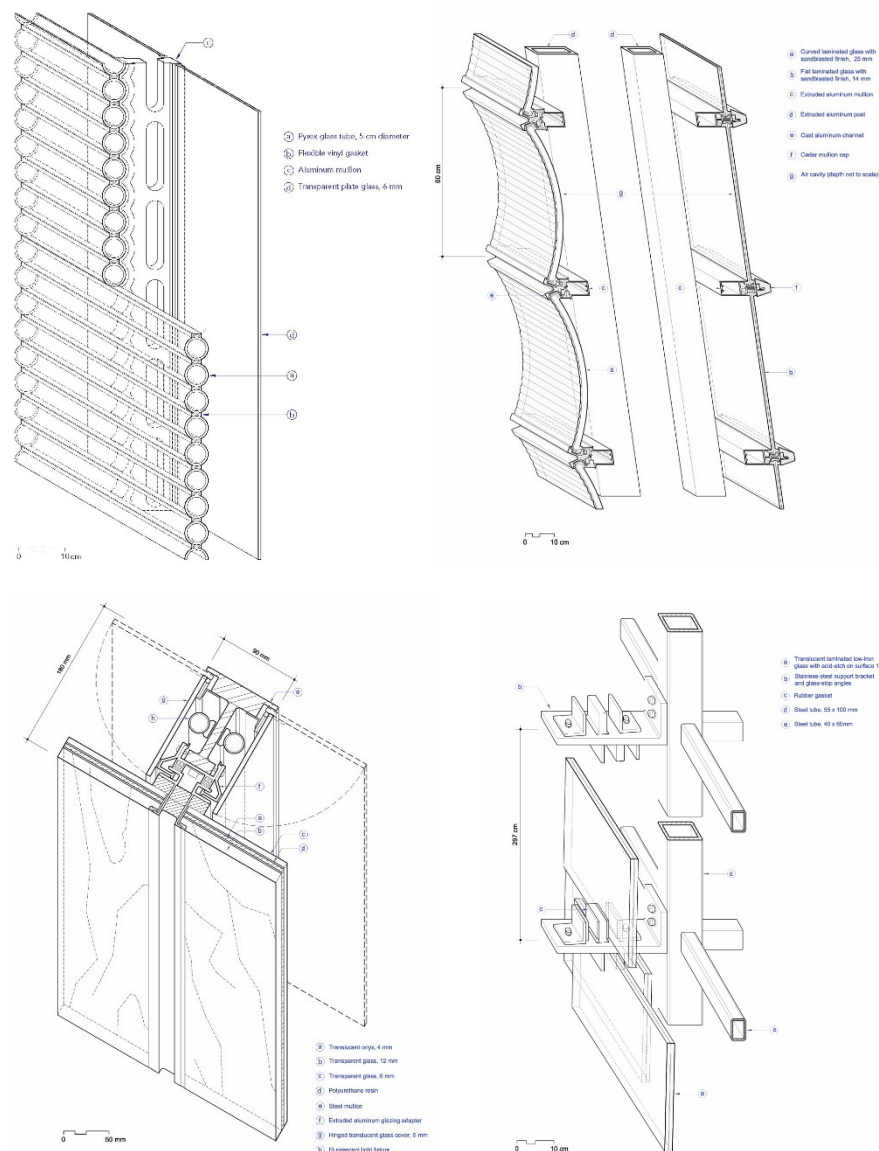 c
a Pyrex glass tube, 5 cm diameter
b Flexible vinyl gasket
c Aluminum mullion
d Transparent plate glass, 6 mm
d
a
b
0 10 cm
d d
a Curved laminated glass with
sandblasted finish, 25 mm
b Flat laminated glass with
sandblasted finish, 14 mm
c Extruded aluminum mullion
d Extruded aluminum post
e Cast aluminum channel
f Cedar mullion cap
g Air cavity (depth not to scale)
60 cm
g
e c c f
a b
0 10 cm
180 mm
90 mm
g
h
e
f
a
b
c
d
a Translucent onyx, 4 mm
b Transparent glass, 12 mm
c Transparent glass, 6 mm
d Polyurethane resin
e Steel mullion
f Extruded aluminum glazing adapter
g Hinged translucent glass cover, 5 mm
h Fluorescent light fixture
0 50 mm
a Translucent laminated low-iron
glass with acid-etch on surface 1
b Stainless-steel support bracket
and glass-stop angles
c Rubber gasket
d Steel tube, 55 x 100 mm
e Steel tube, 40 x 60mm
b
297 cm
d
c
e
a
0 10 cm